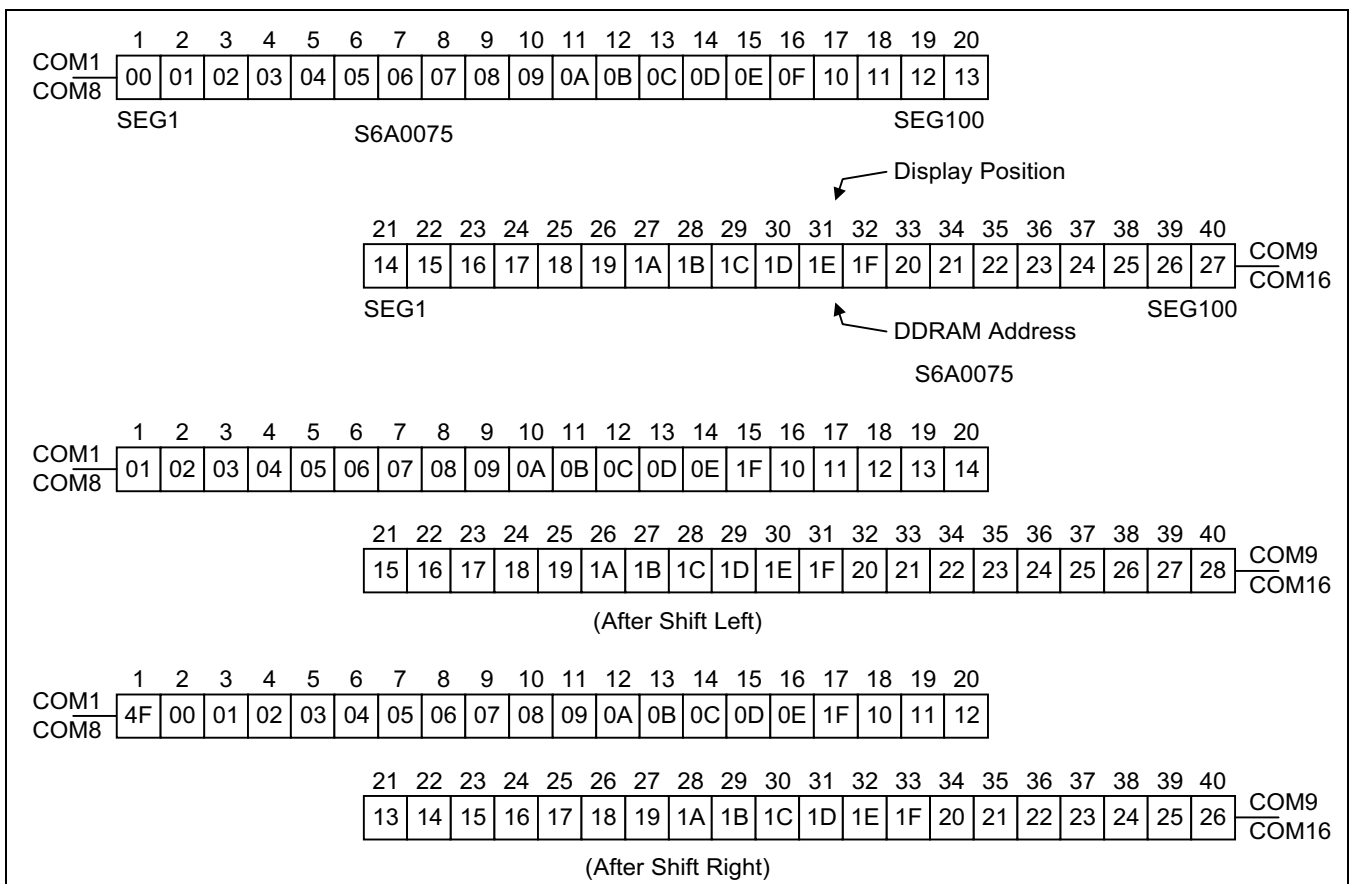 1 2 3 4 5 6 7 8 9 10 11 12 13 14 15 16 17 18 19 20
COM1
00 01 02 03 04 05 06 07 08 09 0A 0B 0C 0D 0E 0F 10 11 12 13
COM8
SEG1 S6A0075 SEG100
Display Position
21 22 23 24 25 26 27 28 29 30 31 32 33 34 35 36 37 38 39 40
14 15 16 17 18 19 1A 1B 1C 1D 1E 1F 20 21 22 23 24 25 26 27
COM9
COM16
SEG1 SEG100
DDRAM Address
S6A0075
1 2 3 4 5 6 7 8 9 10 11 12 13 14 15 16 17 18 19 20
COM1
01 02 03 04 05 06 07 08 09 0A 0B 0C 0D 0E 1F 10 11 12 13 14
COM8
21 22 23 24 25 26 27 28 29 30 31 32 33 34 35 36 37 38 39 40
15 16 17 18 19 1A 1B 1C 1D 1E 1F 20 21 22 23 24 25 26 27 28
COM9
COM16
(After Shift Left)
1 2 3 4 5 6 7 8 9 10 11 12 13 14 15 16 17 18 19 20
COM1
4F 00 01 02 03 04 05 06 07 08 09 0A 0B 0C 0D 0E 1F 10 11 12
COM8
21 22 23 24 25 26 27 28 29 30 31 32 33 34 35 36 37 38 39 40
13 14 15 16 17 18 19 1A 1B 1C 1D 1E 1F 20 21 22 23 24 25 26
COM9
COM16
(After Shift Right)